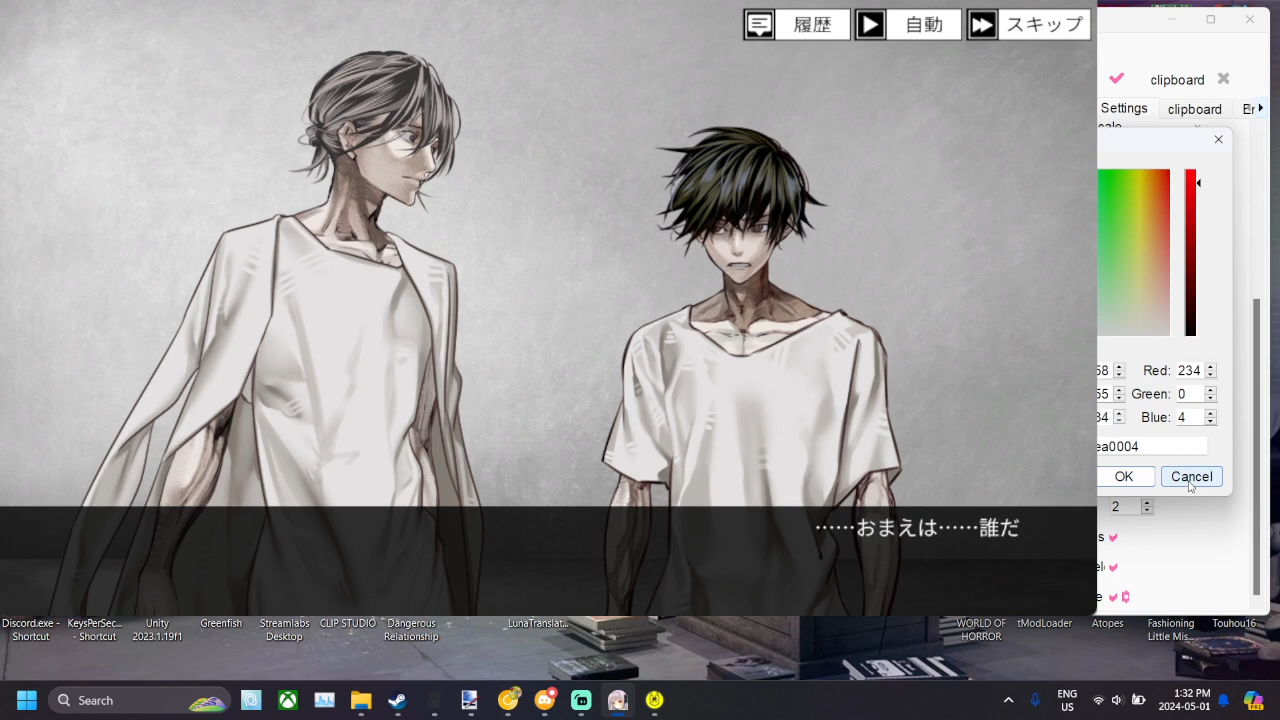 履歴
自動
スキップ
clipboard
Settings
clipboard
Red: 234
Green: 0
Blue: 4
ea0004
OK
Cancel
2
……おまえは……誰だ
Discord.exe - Shortcut
KeysPerSec... - Shortcut
Unity 2023.1.19f1
Greenfish
Streamlabs Desktop
CLIP STUDIO
Dangerous Relationship
LunaTranslat...
WORLD OF HORROR
tModLoader
Atopes
Fashioning Little Mis...
Touhou16
Search
ENG
US
1:32 PM
2024-05-01